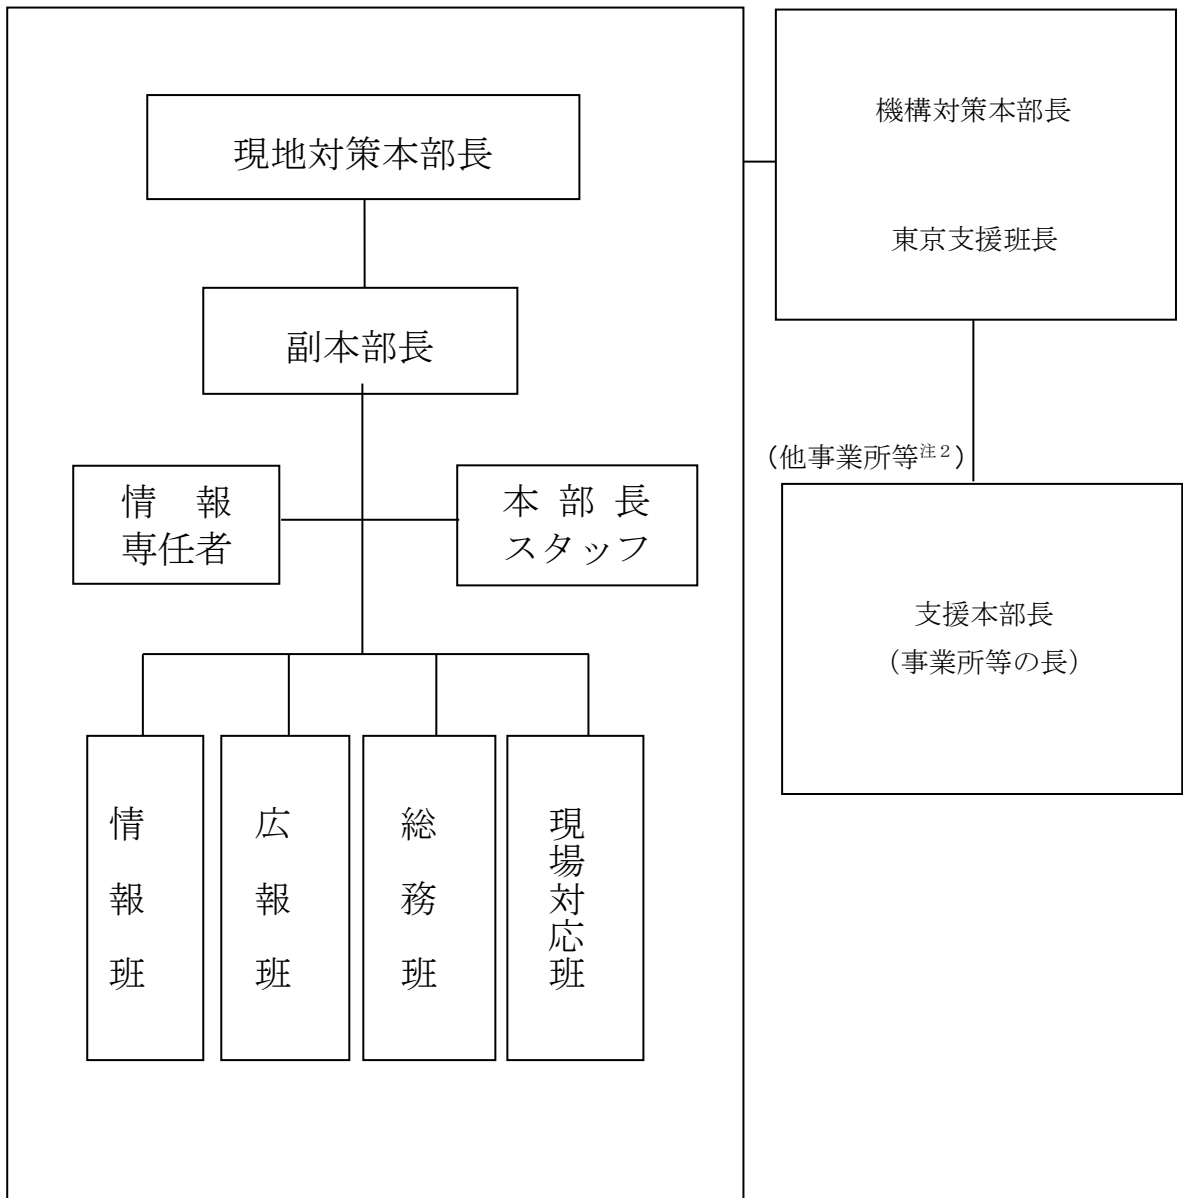 現地対策本部長
副本部長
情　報
専任者
本 部 長
スタッフ
情報班
広報班
総務班
現場対応班
機構対策本部長
東京支援班長
（他事業所等注２）
支援本部長
（事業所等の長）